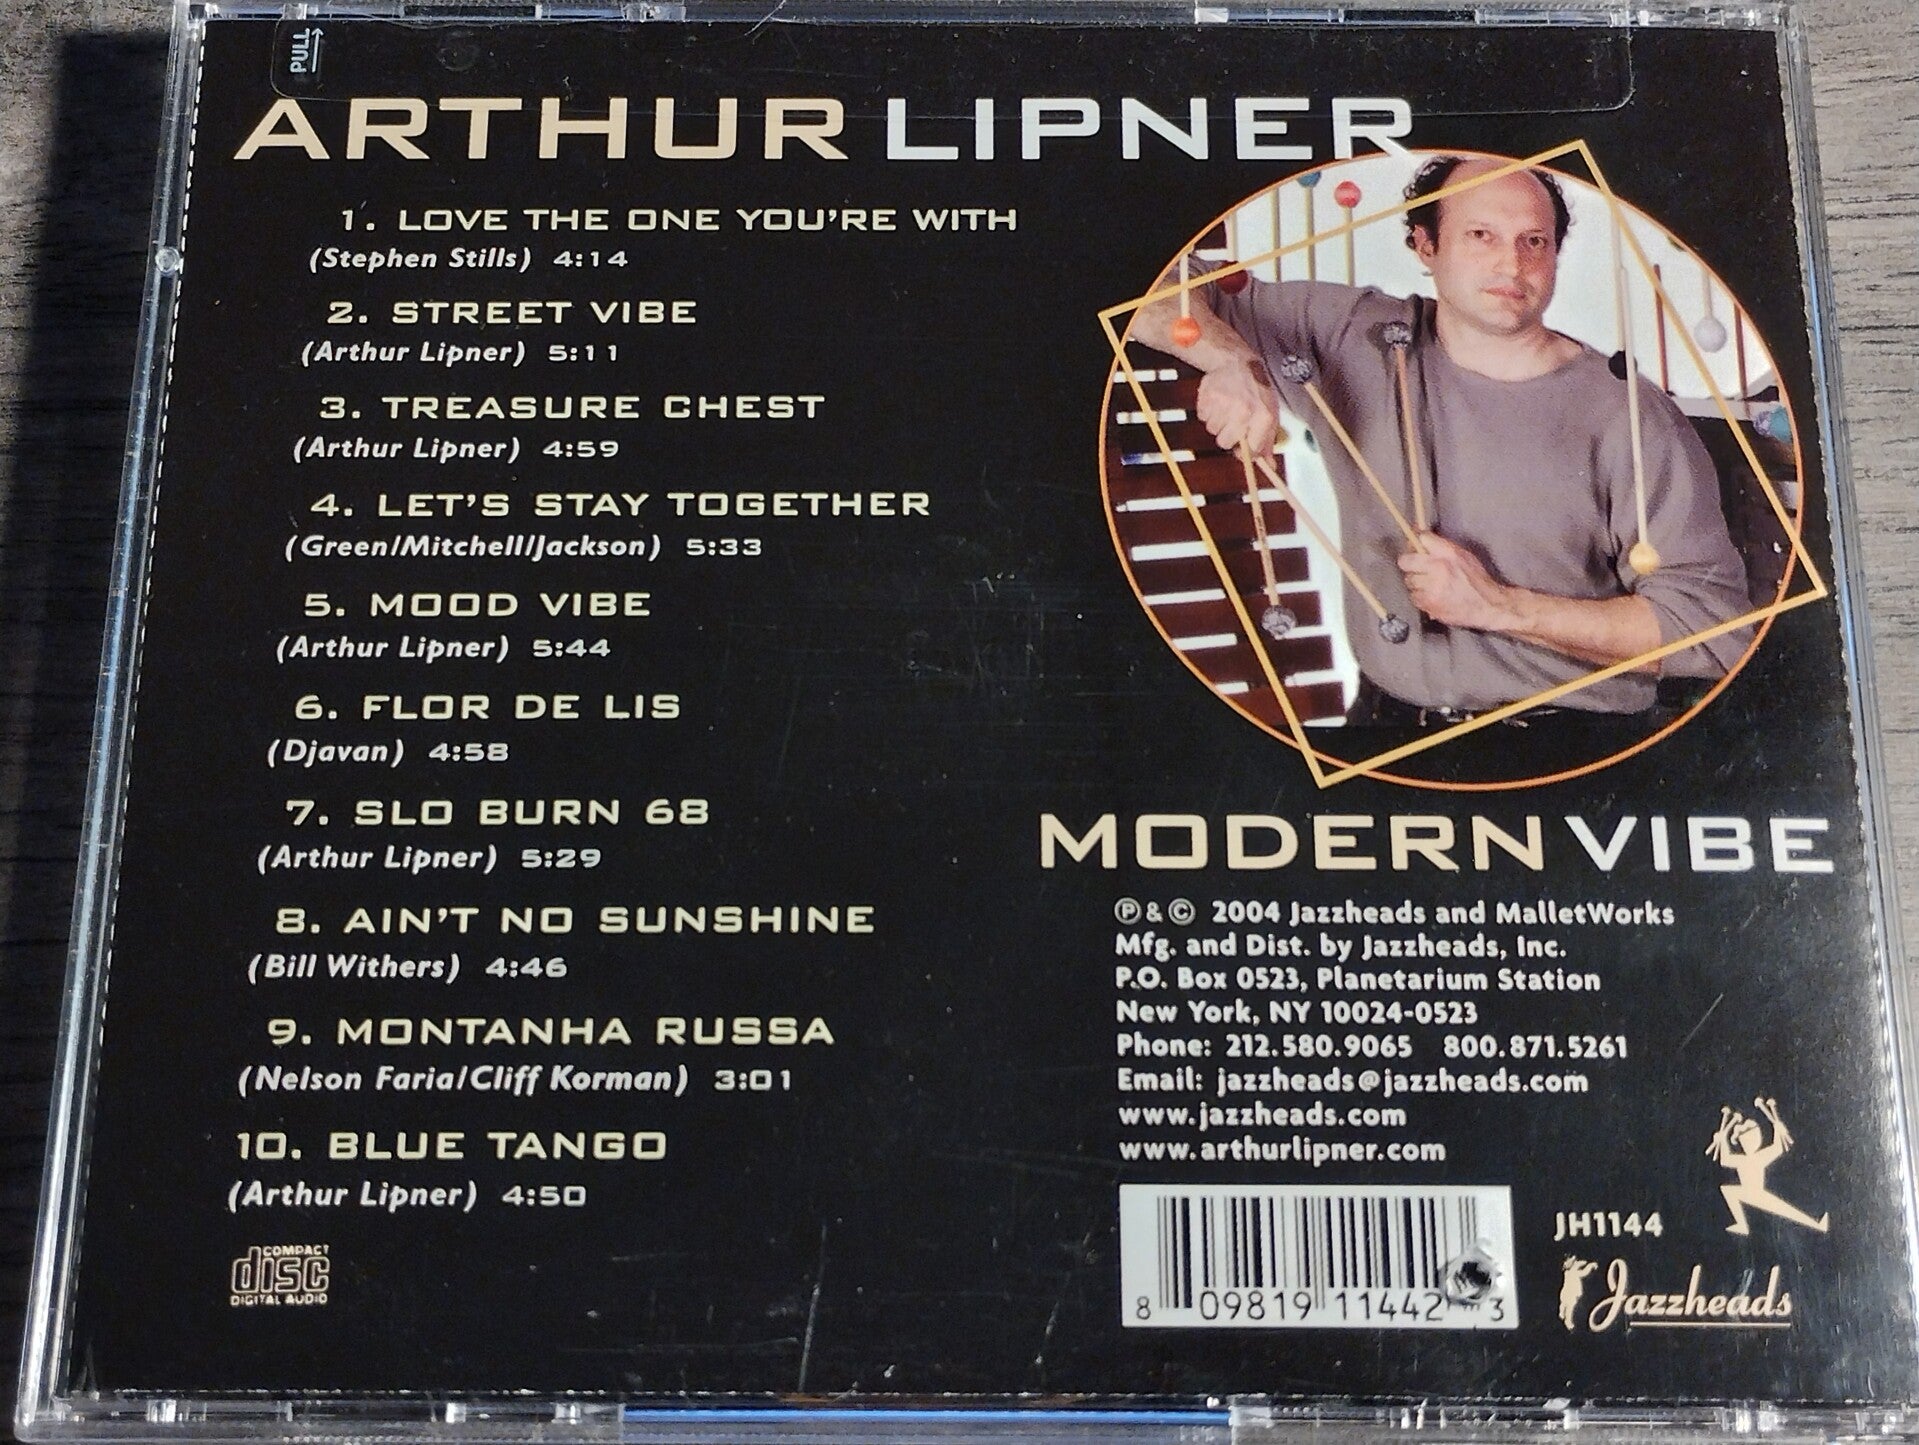 PULL
ARTHUR LIPNER
1. LOVE THE ONE YOU'RE WITH
(Stephen Stills) 4:14
2. STREET VIBE
(Arthur Lipner) 5:11
3. TREASURE CHEST
(Arthur Lipner) 4:59
4. LET'S STAY TOGETHER
(Green/Mitchell/Jackson) 5:33
5. MOOD VIBE
(Arthur Lipner) 5:44
6. FLOR DE LIS
(Djavan) 4:58
7. SLO BURN 68
(Arthur Lipner) 5:29
8. AIN'T NO SUNSHINE
(Bill Withers) 4:46
9. MONTANHA RUSSA
(Nelson Faria/Cliff Korman) 3:01
10. BLUE TANGO
(Arthur Lipner) 4:50
COMPACT
disc
DIGITAL AUDIO
MODERN VIBE
℗ & © 2004 Jazzheads and MalletWorks
Mfg. and Dist. by Jazzheads, Inc.
P.O. Box 0523, Planetarium Station
New York, NY 10024-0523
Phone: 212.580.9065 800.871.5261
Email: jazzheads@jazzheads.com
www.jazzheads.com
www.arthurlipner.com
8 09819 11442 3
JH1144
Jazzheads